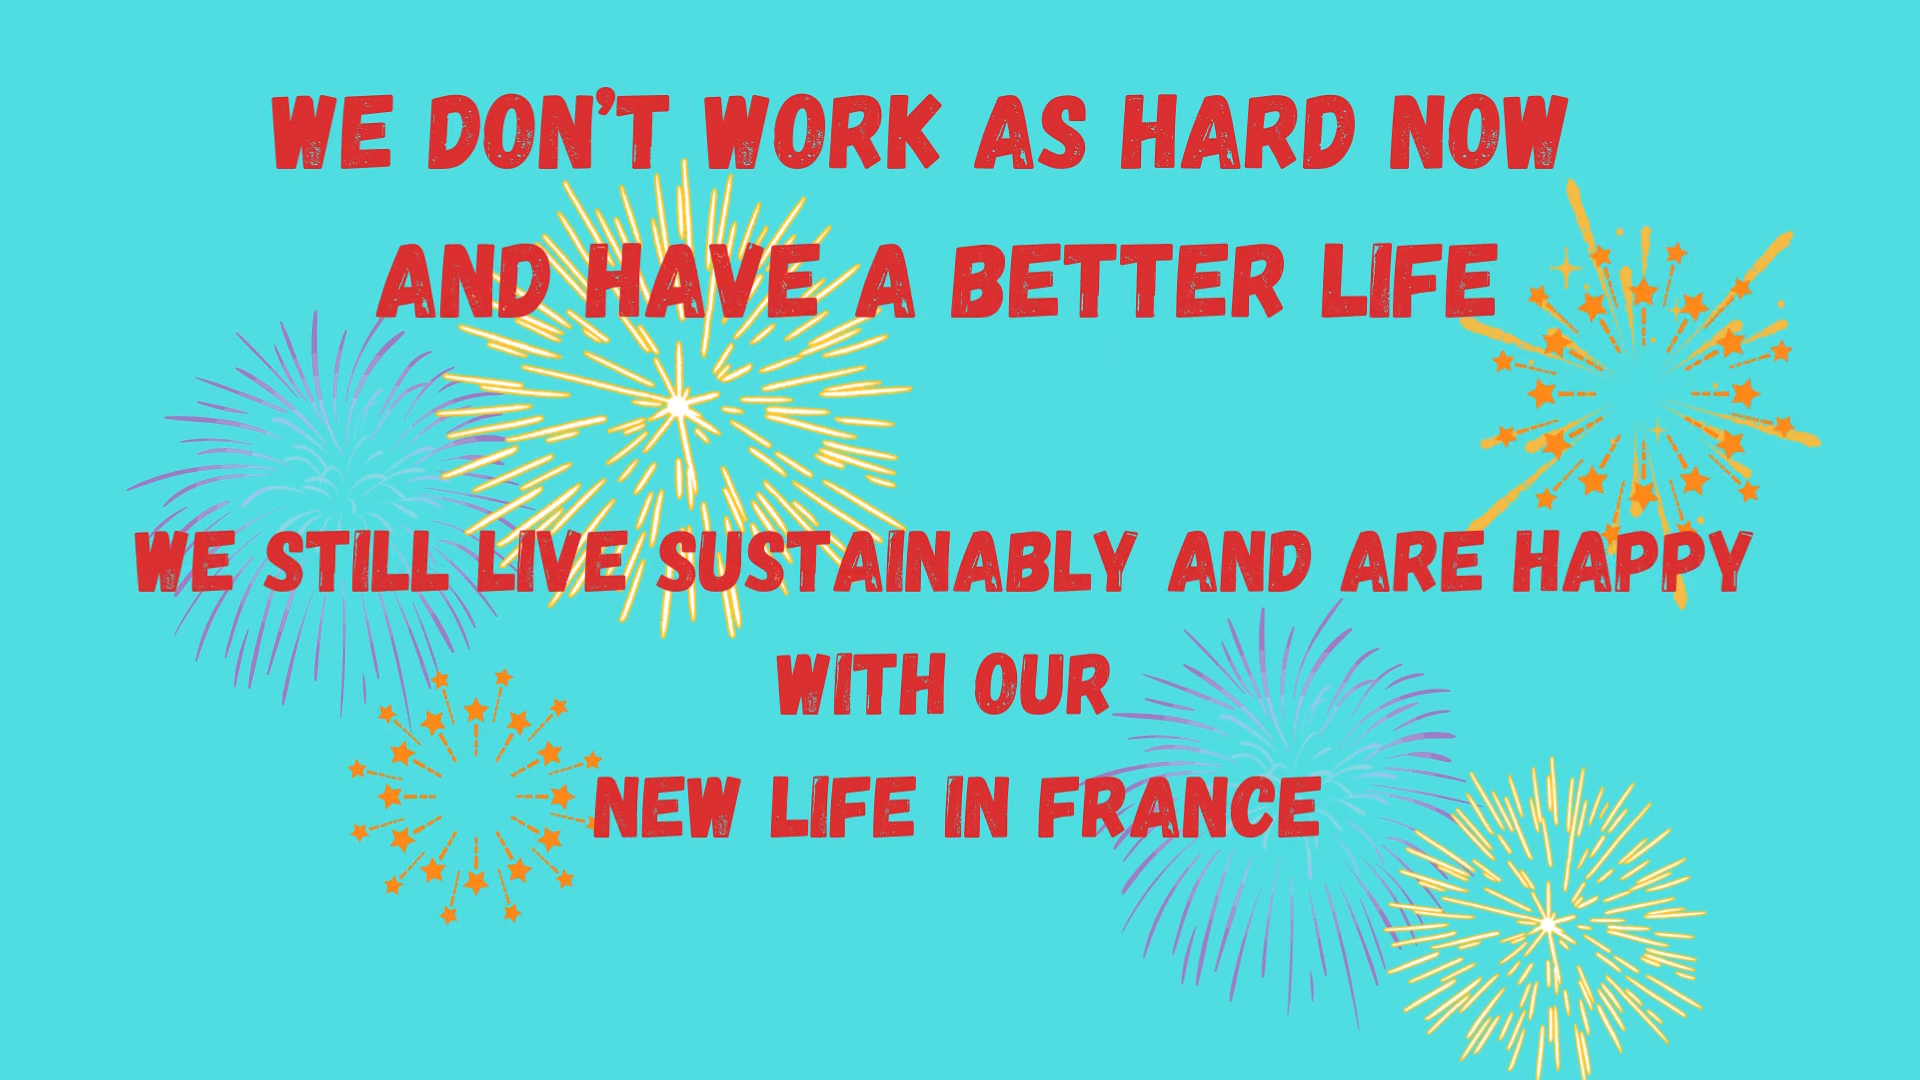 WE DON'T WORK AS HARD NOW
AND HAVE A BETTER LIFE
WE STILL LIVE SUSTAINABLY AND ARE HAPPY
WITH OUR
NEW LIFE IN FRANCE